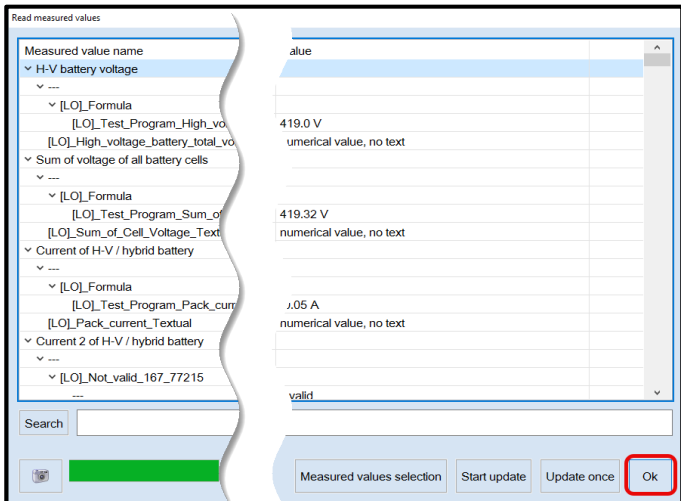 Read measured values
Measured value name alue
H-V battery voltage
---
[LO]_Formula
[LO]_Test_Program_High_vo 419.0 V
[LO]_High_voltage_battery_total_vo umerical value, no text
Sum of voltage of all battery cells
---
[LO]_Formula
[LO]_Test_Program_Sum_of 419.32 V
[LO]_Sum_of_Cell_Voltage_Text numerical value, no text
Current of H-V / hybrid battery
---
[LO]_Formula
[LO]_Test_Program_Pack_curr .05 A
[LO]_Pack_current_Textual numerical value, no text
Current 2 of H-V / hybrid battery
---
[LO]_Not_valid_167_77215
--- valid
Search
Measured values selection Start update Update once Ok